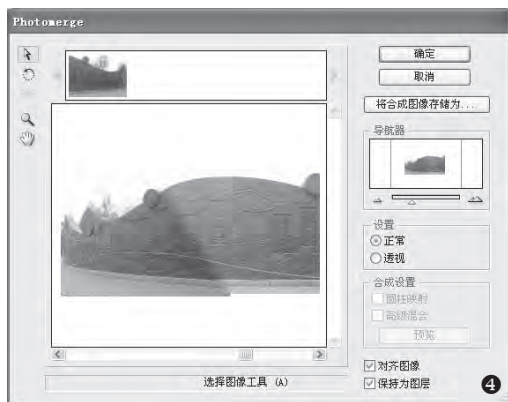 Photomerge
确定
取消
将合成图像存储为...
导航器
设置
正常
透视
合成设置
圆柱映射
高级混合
预览
对齐图像
保持为图层
选择图像工具 (A)
❹